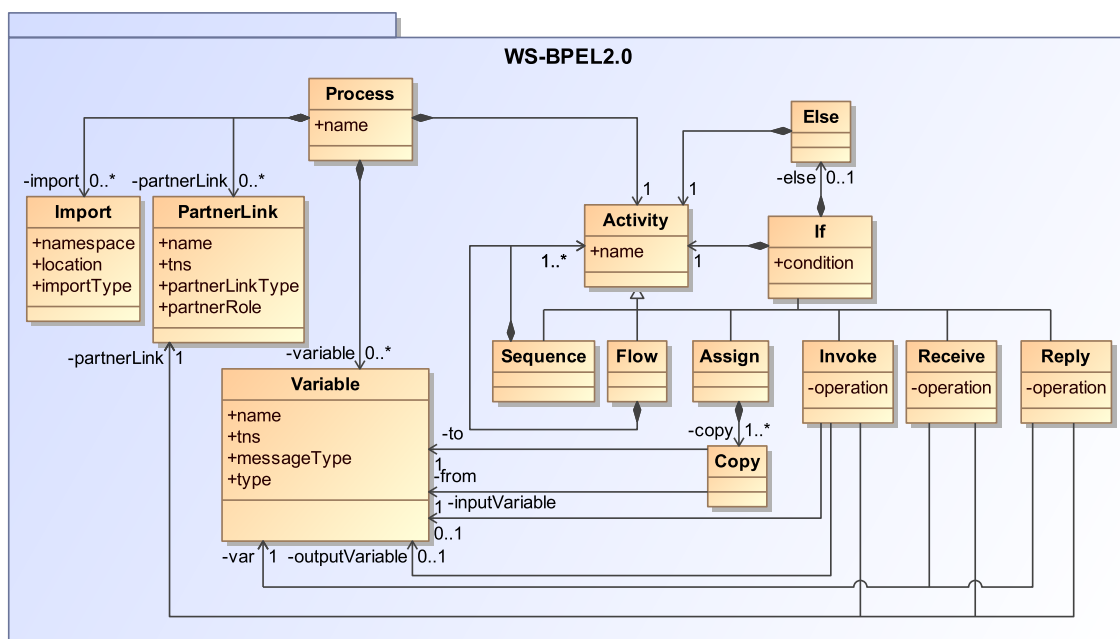 WS-BPEL2.0
Process
+name
Else
-import 0..*
-partnerLink 0..*
1
1
-else 0..1
Import
+namespace
+location
+importType
PartnerLink
+name
+tns
+partnerLinkType
+partnerRole
Activity
+name
1..*
1
If
+condition
-partnerLink 1
-variable 0..*
Sequence
Flow
Assign
Invoke
-operation
Receive
-operation
Reply
-operation
Variable
+name
+tns
+messageType
+type
-copy 1..*
Copy
-to
1
-from
1
-inputVariable
0..1
-var 1
-outputVariable 0..1